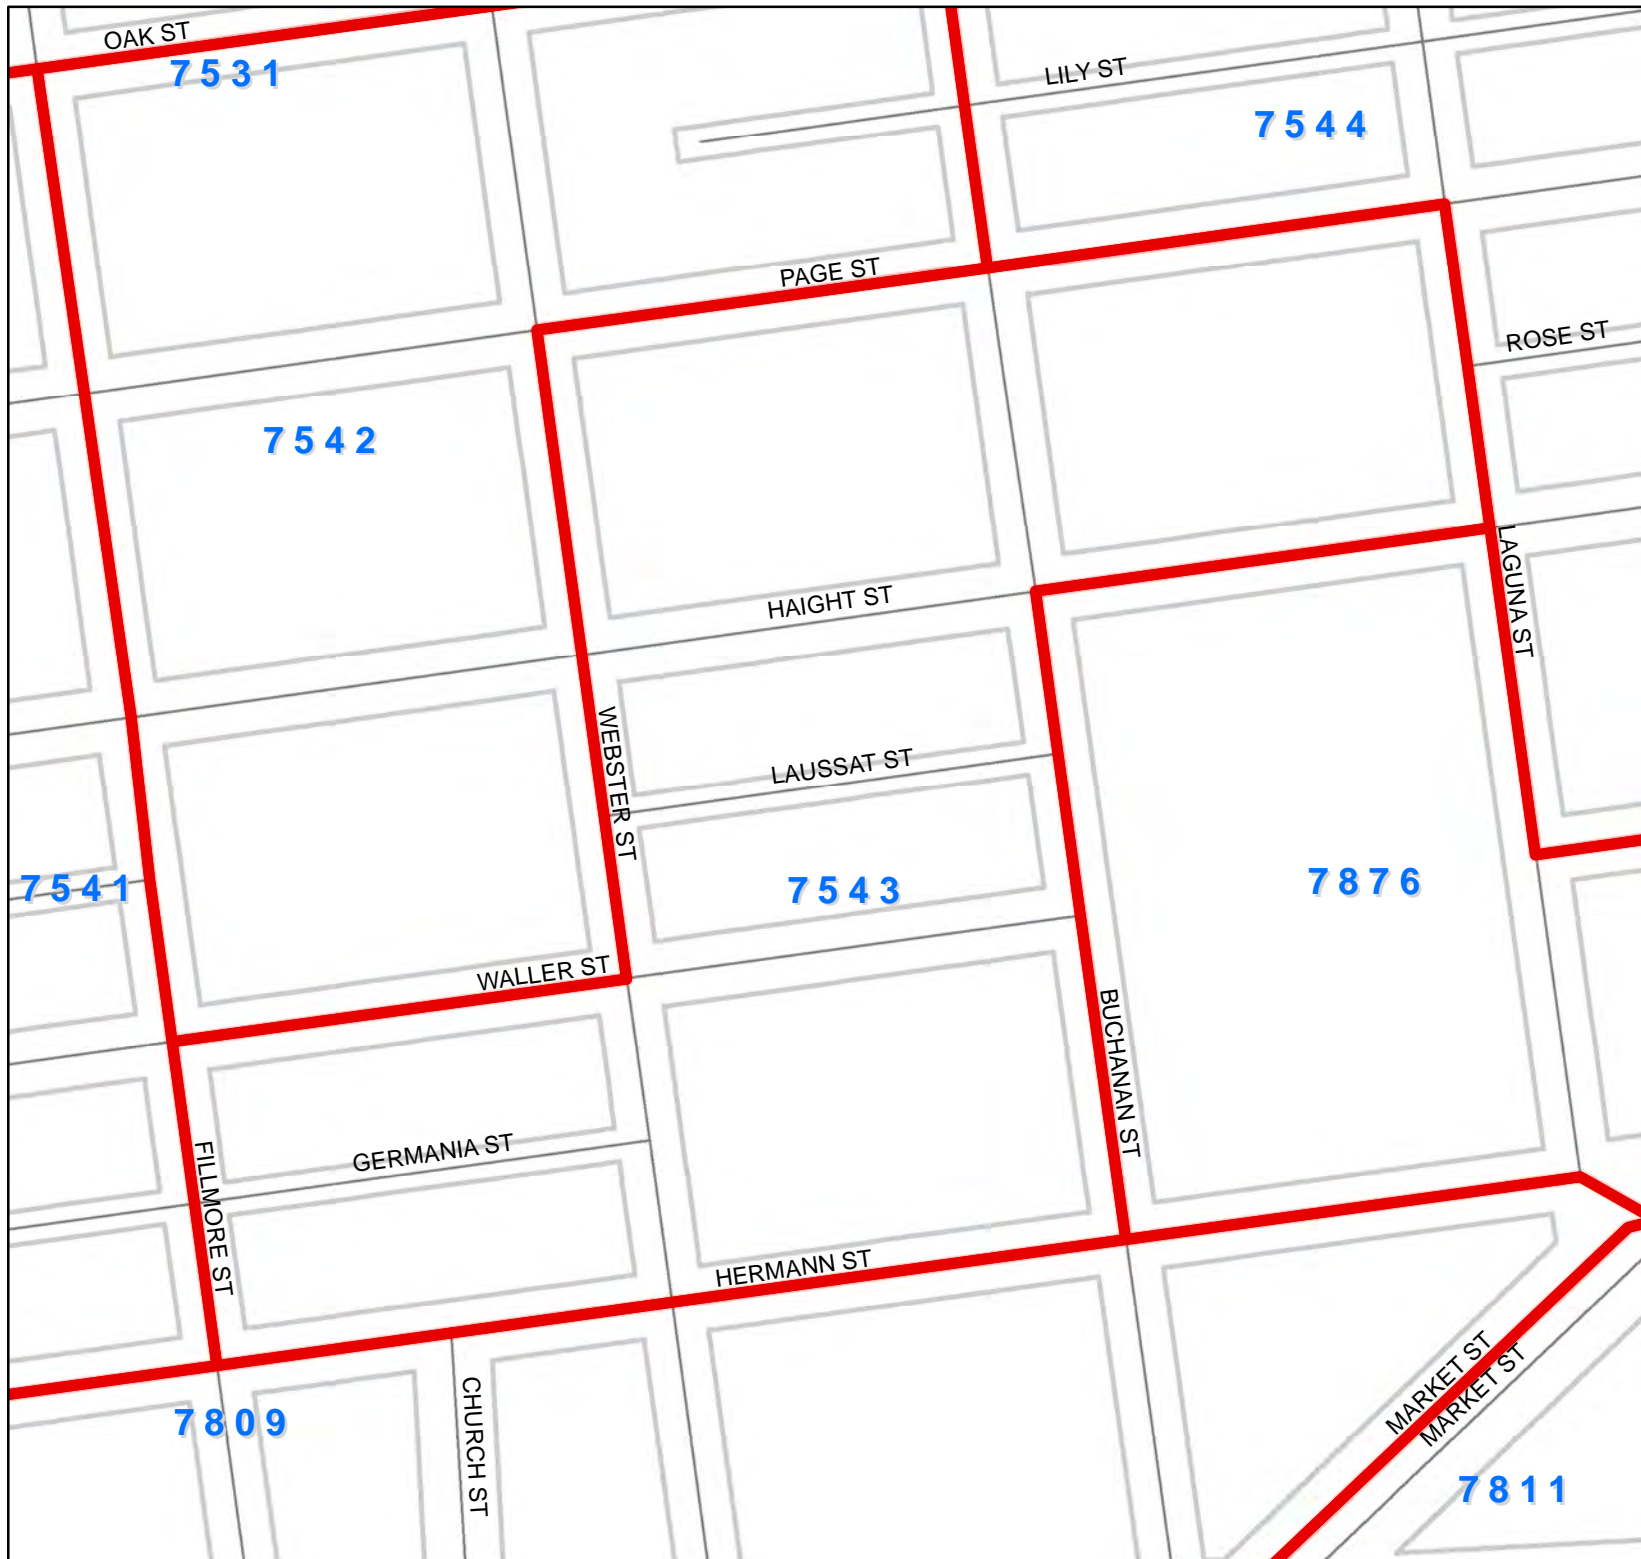 OAK ST
7531
LILY ST
7544
PAGE ST
ROSE ST
7542
LAGUNA ST
HAIGHT ST
WEBSTER ST
LAUSSAT ST
7541
7543
7876
WALLER ST
BUCHANAN ST
GERMANIA ST
FILLMORE ST
HERMANN ST
MARKET ST
MARKET ST
CHURCH ST
7809
7811